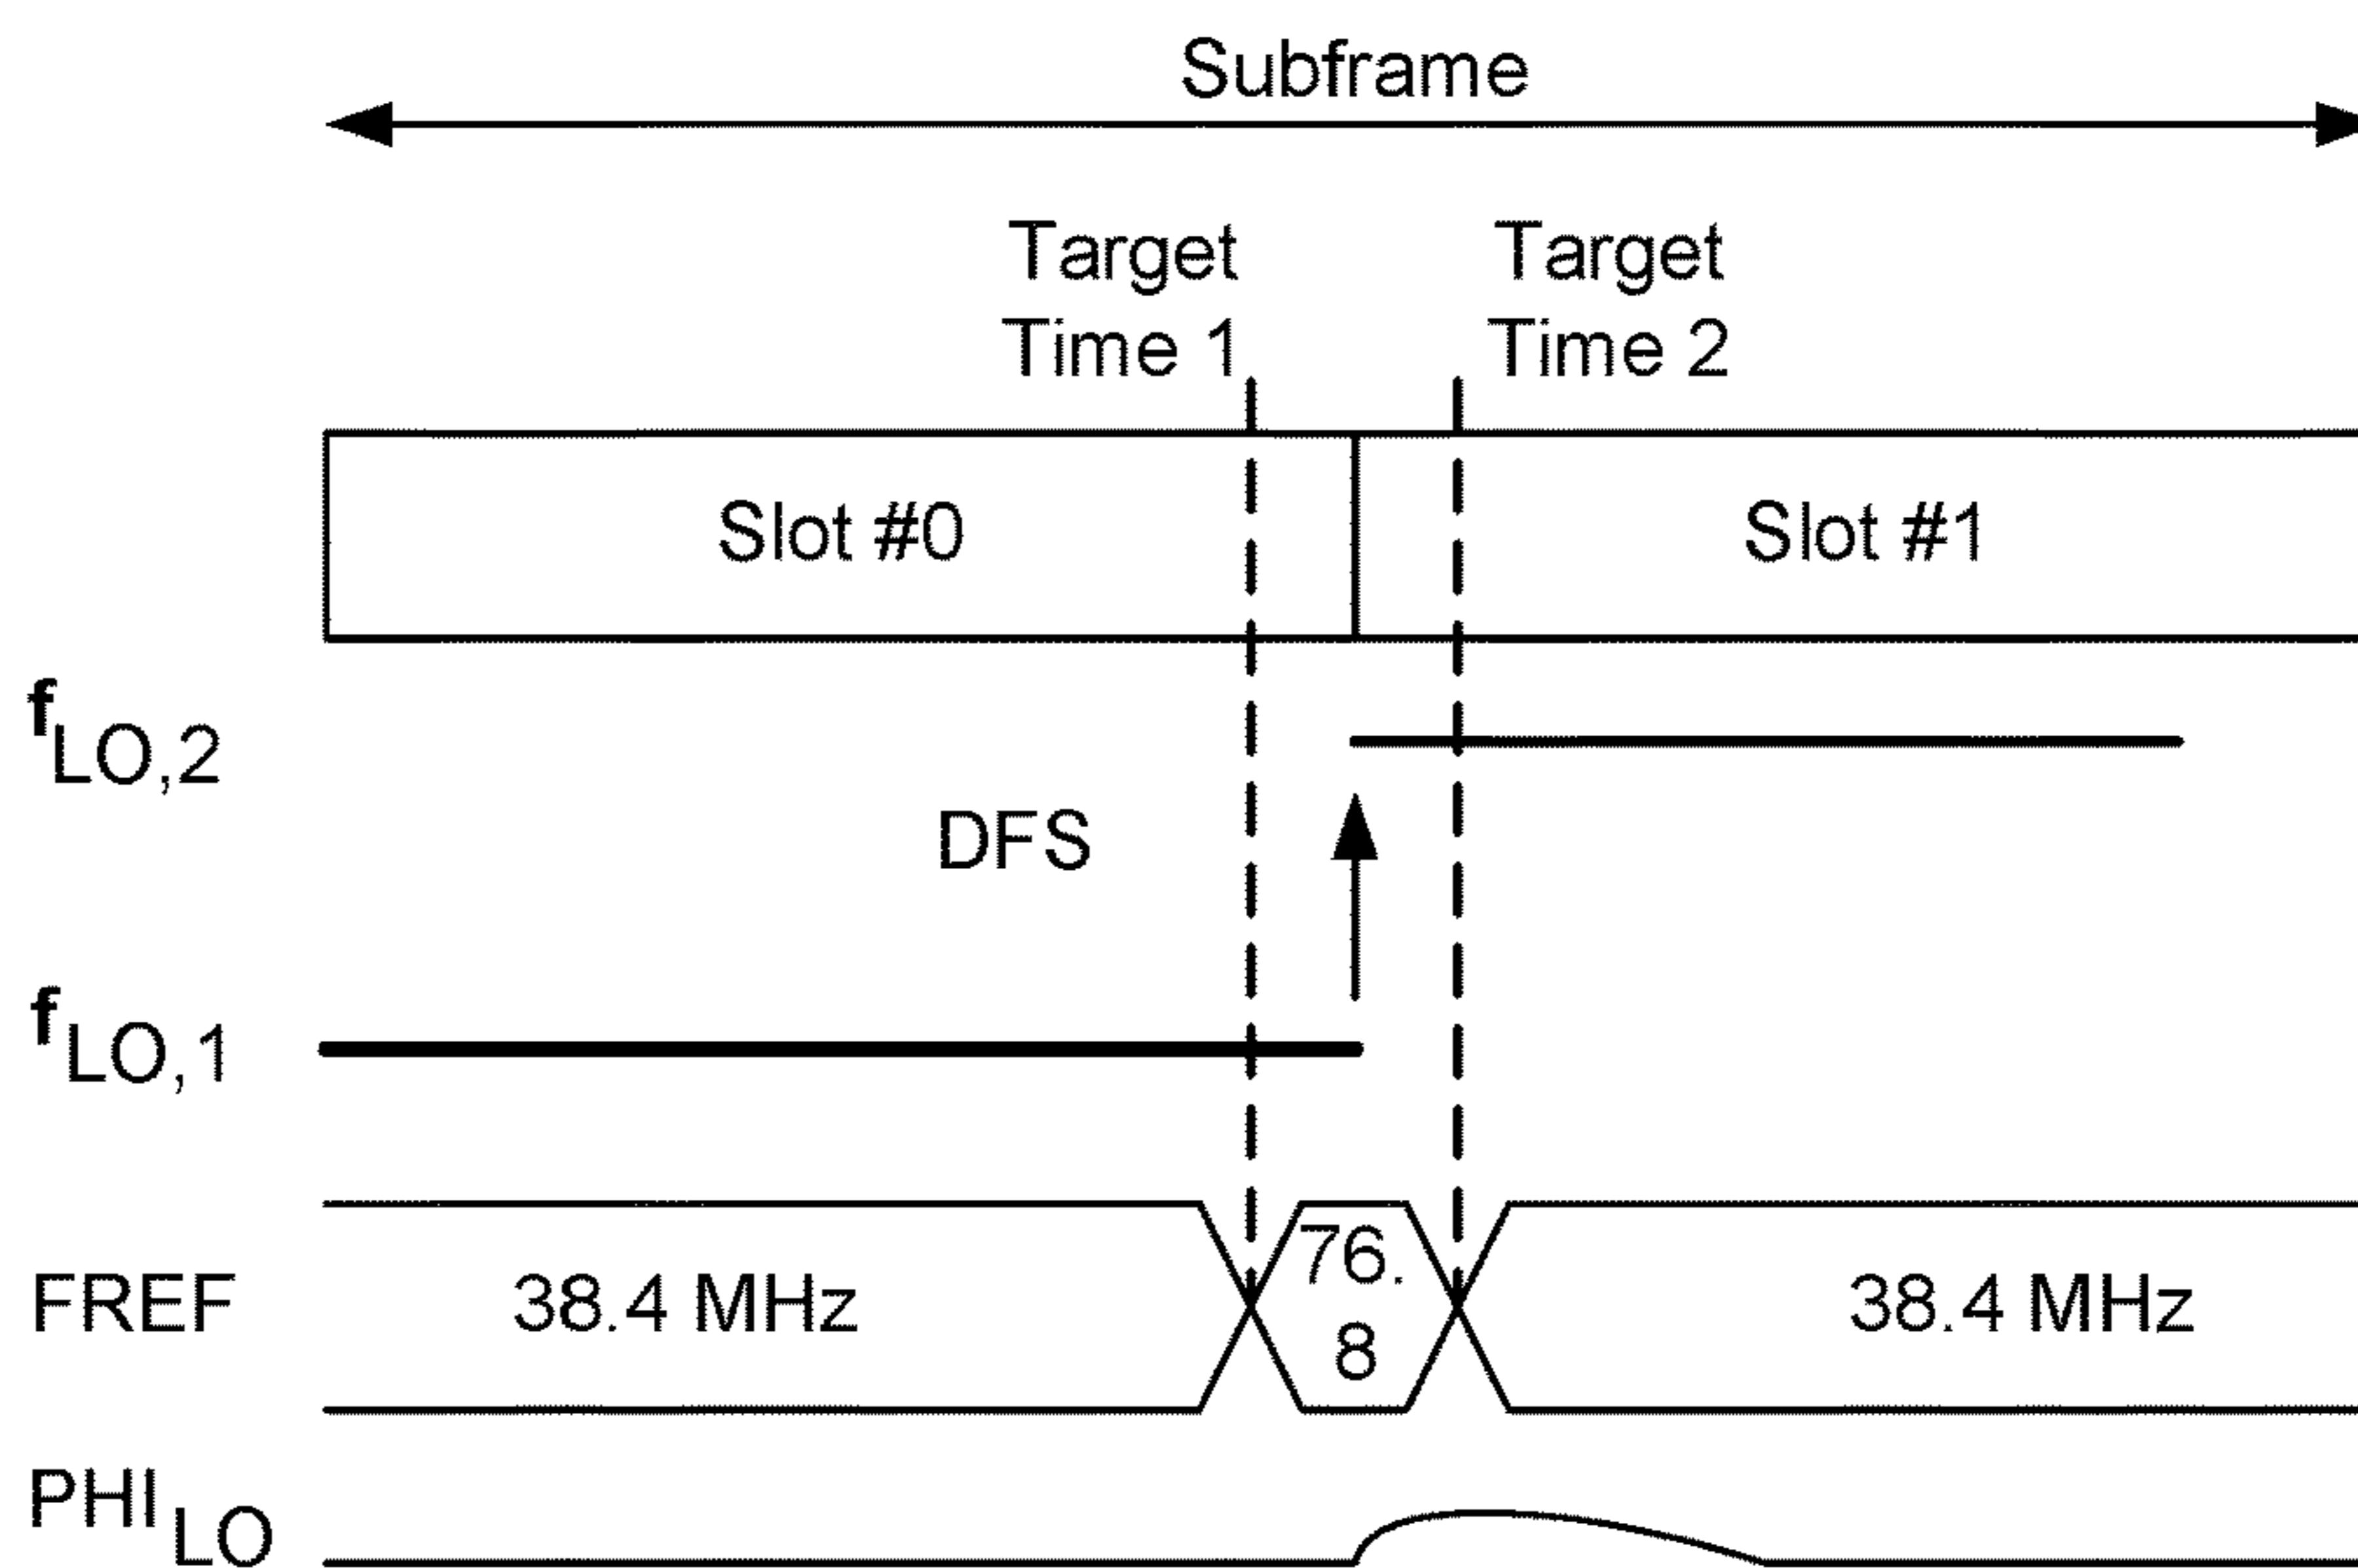 Subframe
Target
Time 1
Target
Time 2
Slot #0
Slot #1
fLO,2
DFS
fLO,1
FREF
38.4 MHz
76.
8
38.4 MHz
PHILO